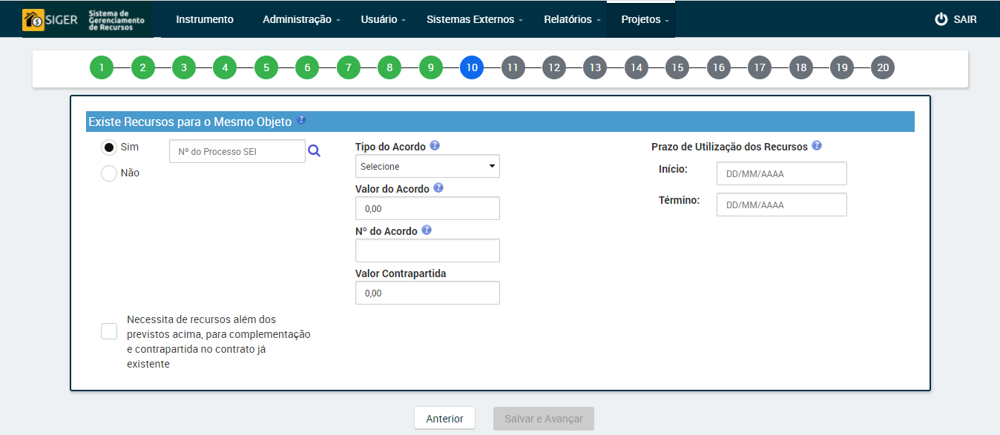 SIGER
Sistema de
Gerenciamento
de Recursos
Instrumento
Administração
Usuário
Sistemas Externos
Relatórios
Projetos
SAIR
1 2 3 4 5 6 7 8 9 10 11 12 13 14 15 16 17 18 19 20
Existe Recursos para o Mesmo Objeto ?
Sim
Nº do Processo SEI
Não
Tipo do Acordo ?
Selecione
Valor do Acordo ?
0,00
Nº do Acordo ?
Valor Contrapartida
0,00
Prazo de Utilização dos Recursos ?
Início:
DD/MM/AAAA
Término:
DD/MM/AAAA
Necessita de recursos além dos
previstos acima, para complementação
e contrapartida no contrato já
existente
Anterior
Salvar e Avançar